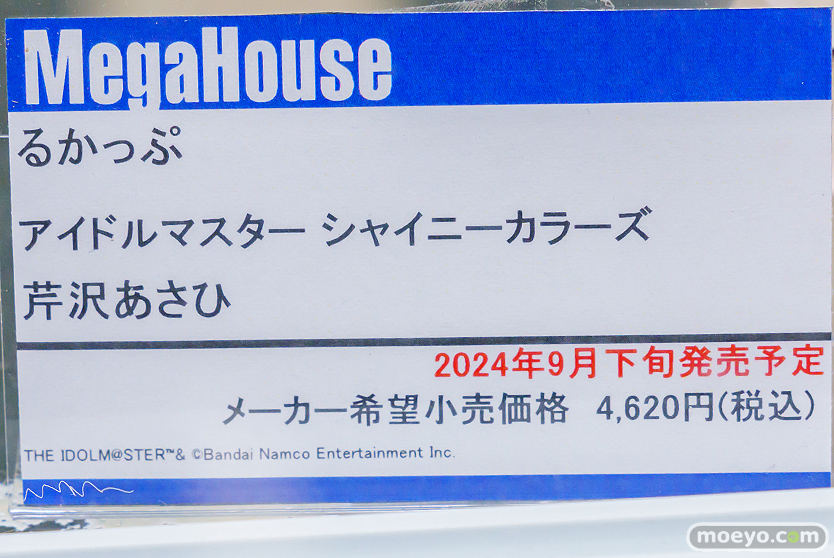 MegaHouse
るかっぷ
アイドルマスター シャイニーカラーズ
芹沢あさひ
2024年9月下旬発売予定
メーカー希望小売価格 4,620円(税込)
THE IDOLM@STER™& ©Bandai Namco Entertainment Inc.
moeyo.com